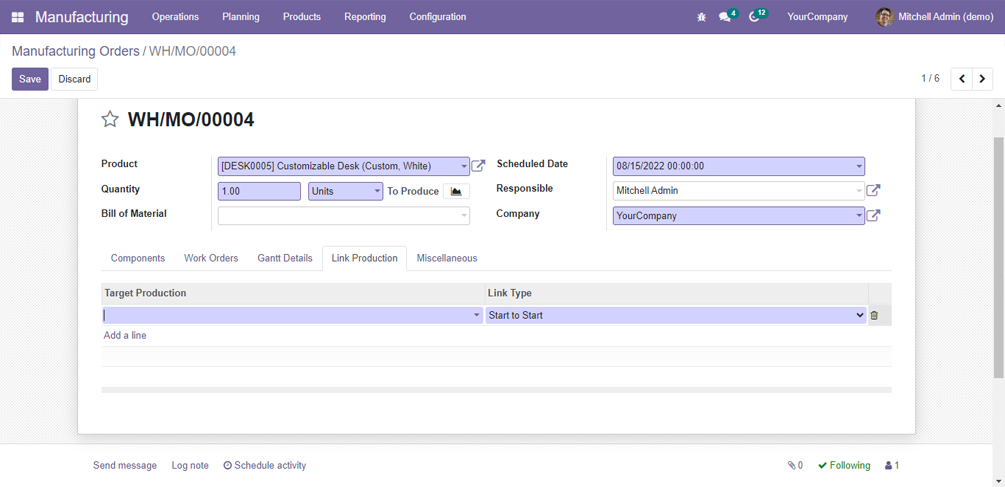 Manufacturing Operations Planning Products Reporting Configuration 4 12 YourCompany Mitchell Admin (demo)
Manufacturing Orders / WH/MO/00004
Save Discard 1 / 6
WH/MO/00004
Product [DESK0005] Customizable Desk (Custom, White) Scheduled Date 08/15/2022 00:00:00
Quantity 1.00 Units To Produce Responsible Mitchell Admin
Bill of Material Company YourCompany
Components Work Orders Gantt Details Link Production Miscellaneous
Target Production Link Type
Start to Start
Add a line
Send message Log note Schedule activity 0 Following 1